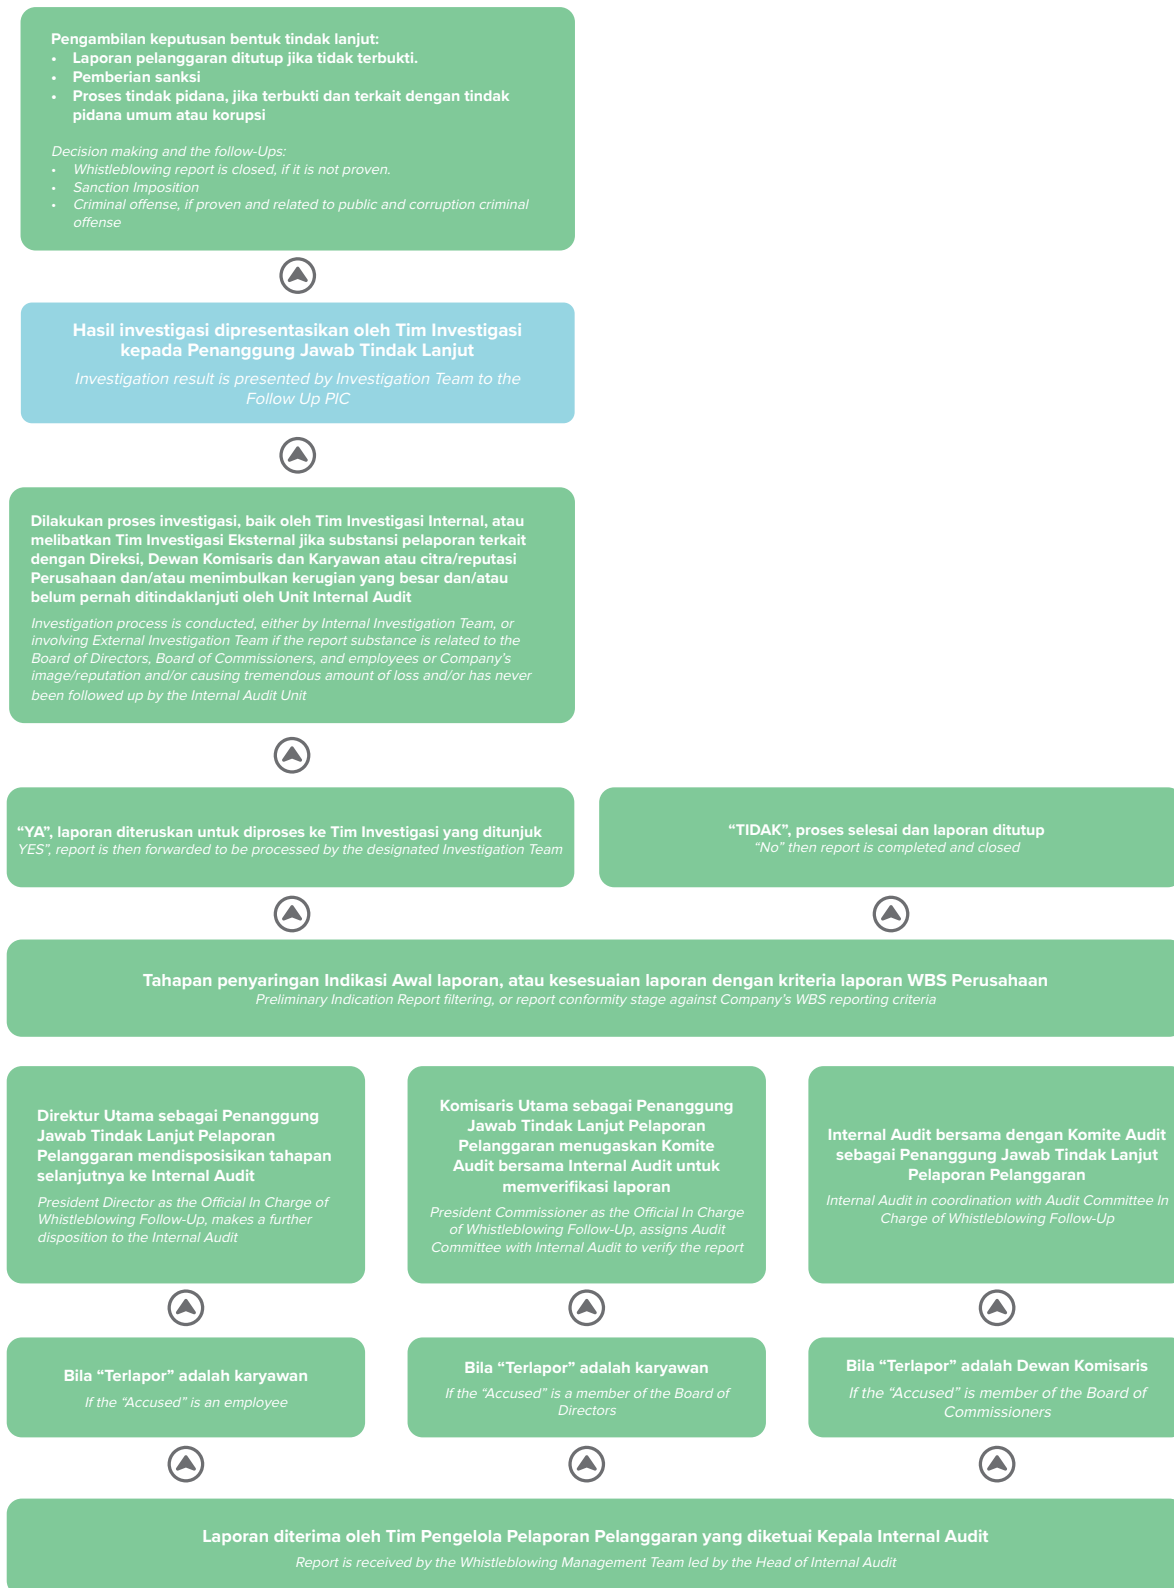 Pengambilan keputusan bentuk tindak lanjut:
• Laporan pelanggaran ditutup jika tidak terbukti.
• Pemberian sanksi
• Proses tindak pidana, jika terbukti dan terkait dengan tindak
pidana umum atau korupsi
Decision making and the follow-Ups:
• Whistleblowing report is closed, if it is not proven.
• Sanction Imposition
• Criminal offense, if proven and related to public and corruption criminal
offense
Hasil investigasi dipresentasikan oleh Tim Investigasi
kepada Penanggung Jawab Tindak Lanjut
Investigation result is presented by Investigation Team to the
Follow Up PIC
Dilakukan proses investigasi, baik oleh Tim Investigasi Internal, atau
melibatkan Tim Investigasi Eksternal jika substansi pelaporan terkait
dengan Direksi, Dewan Komisaris dan Karyawan atau citra/reputasi
Perusahaan dan/atau menimbulkan kerugian yang besar dan/atau
belum pernah ditindaklanjuti oleh Unit Internal Audit
Investigation process is conducted, either by Internal Investigation Team, or
involving External Investigation Team if the report substance is related to the
Board of Directors, Board of Commissioners, and employees or Company’s
image/reputation and/or causing tremendous amount of loss and/or has never
been followed up by the Internal Audit Unit
“YA”, laporan diteruskan untuk diproses ke Tim Investigasi yang ditunjuk
YES”, report is then forwarded to be processed by the designated Investigation Team
“TIDAK”, proses selesai dan laporan ditutup
“No” then report is completed and closed
Tahapan penyaringan Indikasi Awal laporan, atau kesesuaian laporan dengan kriteria laporan WBS Perusahaan
Preliminary Indication Report filtering, or report conformity stage against Company’s WBS reporting criteria
Direktur Utama sebagai Penanggung
Jawab Tindak Lanjut Pelaporan
Pelanggaran mendisposisikan tahapan
selanjutnya ke Internal Audit
President Director as the Official In Charge of
Whistleblowing Follow-Up, makes a further
disposition to the Internal Audit
Komisaris Utama sebagai Penanggung
Jawab Tindak Lanjut Pelaporan
Pelanggaran menugaskan Komite
Audit bersama Internal Audit untuk
memverifikasi laporan
President Commissioner as the Official In Charge
of Whistleblowing Follow-Up, assigns Audit
Committee with Internal Audit to verify the report
Internal Audit bersama dengan Komite Audit
sebagai Penanggung Jawab Tindak Lanjut
Pelaporan Pelanggaran
Internal Audit in coordination with Audit Committee In
Charge of Whistleblowing Follow-Up
Bila “Terlapor” adalah karyawan
If the “Accused” is an employee
Bila “Terlapor” adalah karyawan
If the “Accused” is a member of the Board of
Directors
Bila “Terlapor” adalah Dewan Komisaris
If the “Accused” is member of the Board of
Commissioners
Laporan diterima oleh Tim Pengelola Pelaporan Pelanggaran yang diketuai Kepala Internal Audit
Report is received by the Whistleblowing Management Team led by the Head of Internal Audit